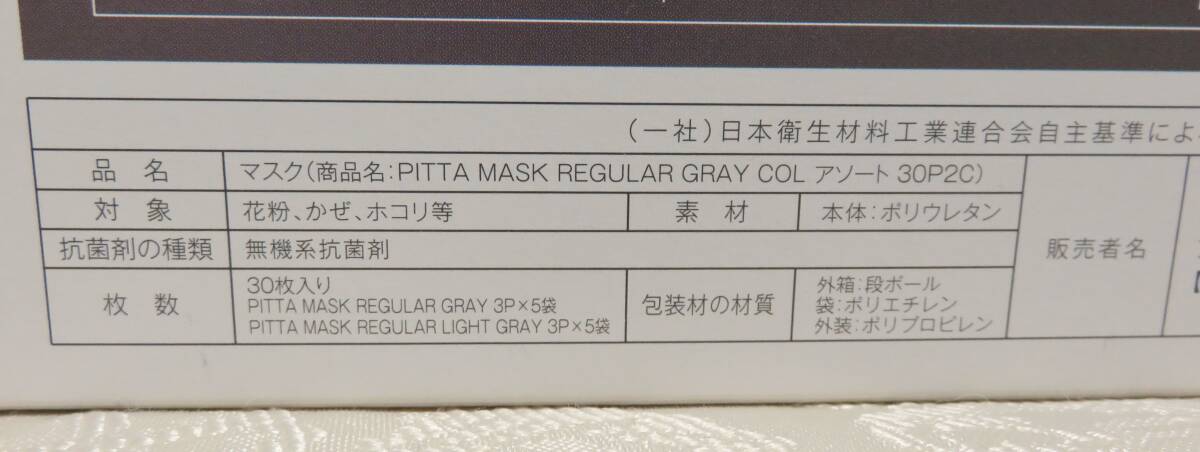 (一社)日本衛生材料工業連合会自主基準によ
品名 マスク(商品名:PITTA MASK REGULAR GRAY COL アソート 30P2C)
対象 花粉、かぜ、ホコリ等 素材 本体:ポリウレタン
抗菌剤の種類 無機系抗菌剤 販売者名
枚数 30枚入り
PITTA MASK REGULAR GRAY 3P×5袋
PITTA MASK REGULAR LIGHT GRAY 3P×5袋
包装材の材質 外箱:段ボール
袋:ポリエチレン
外装:ポリプロピレン